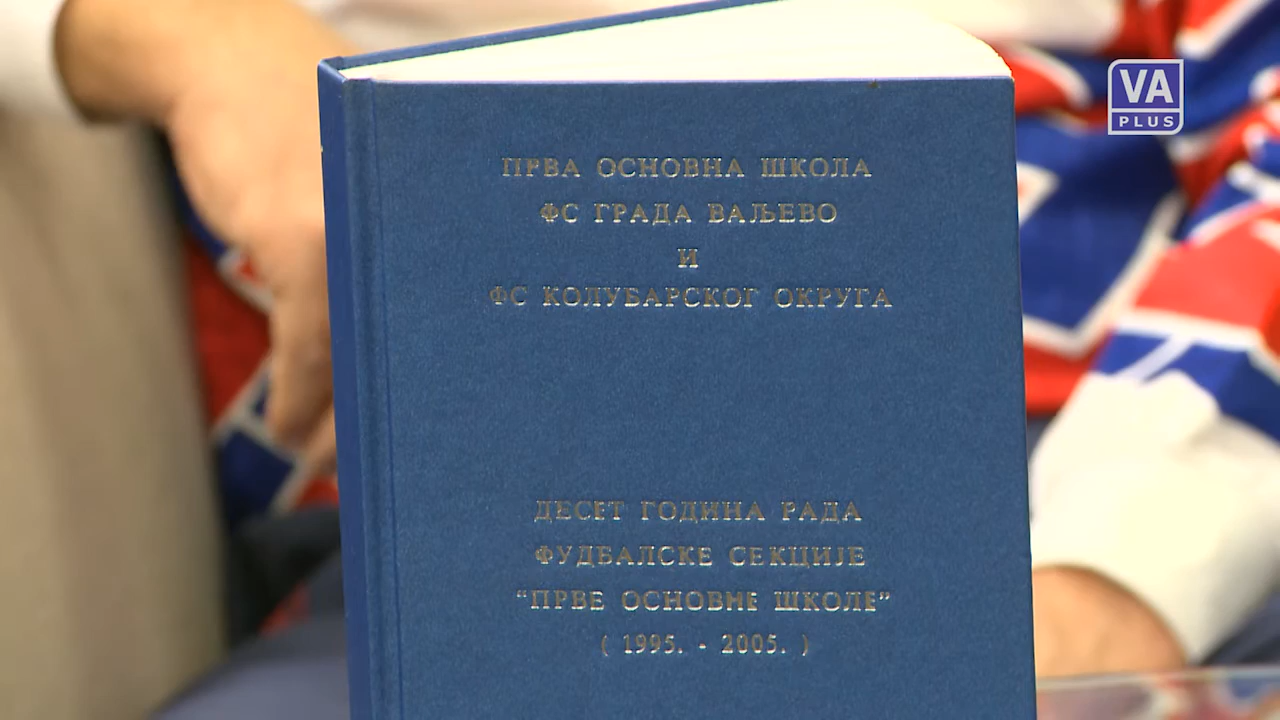 VA
PLUS
ПРВА ОСНОВНА ШКОЛА
ФС ГРАДА ВАЉЕВО
И
ФС КОЛУБАРСКОГ ОКРУГА
ДЕСЕТ ГОДИНА РАДА
ФУДБАЛСКЕ СЕКЦИЈЕ
"ПРВЕ ОСНОВНЕ ШКОЛЕ"
( 1995. - 2005. )